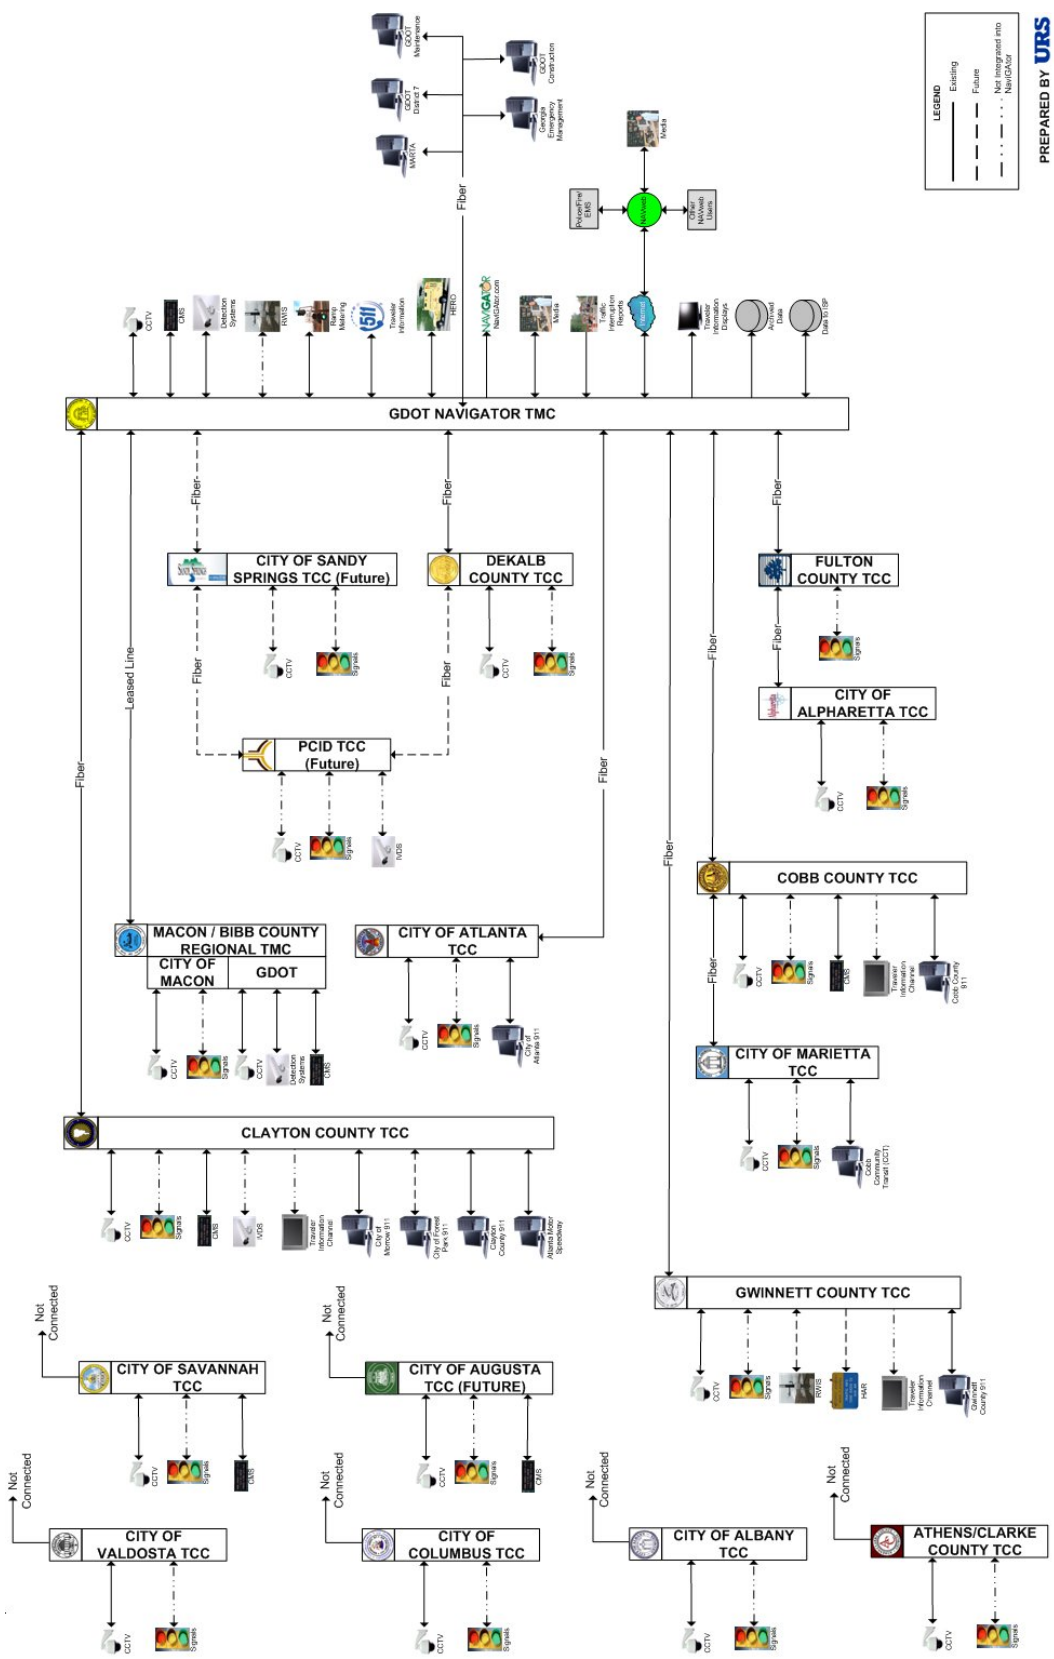 GDOT
Maintenance
GDOT
Construction
GDOT
District 7
Georgia
Emergency
Management
MARTA
Fiber
Media
Police/Fire/
EMS
NAVweb
Other
NAVweb
Users
LEGEND
Existing
Future
Not Integrated into
NaviGAtor
PREPARED BY URS
CCTV
CMS
Detection
Systems
RWIS
Ramp
Metering
511
Traveler
Information
HERO
NAVIGATOR
NaviGAtor.com
Media
Traffic
Interruption
Reports
Internet
Traveler
Information
Displays
Archived
Data
Data to ISP
GDOT NAVIGATOR TMC
Fiber
Fiber
Fiber
CITY OF SANDY
SPRINGS TCC (Future)
DEKALB
COUNTY TCC
FULTON
COUNTY TCC
CCTV
Signals
CCTV
Signals
Signals
Leased Line
Fiber
Fiber
Fiber
Fiber
CITY OF
ALPHARETTA TCC
PCID TCC
(Future)
Fiber
Fiber
CCTV
Signals
CCTV
Signals
IVDS
Fiber
COBB COUNTY TCC
MACON / BIBB COUNTY
REGIONAL TMC
CITY OF
MACON
GDOT
CITY OF ATLANTA
TCC
Fiber
CCTV
Signals
CMS
Traveler
Information
Channel
Cobb County
911
CCTV
Signals
CCTV
Detection
Systems
CMS
CCTV
Signals
City of
Atlanta 911
CITY OF MARIETTA
TCC
CLAYTON COUNTY TCC
CCTV
Signals
Cobb
Community
Transit (CCT)
CCTV
Signals
CMS
IVDS
Traveler
Information
Channel
City of
Morrow 911
City of Forest
Park 911
Clayton
County 911
Atlanta Motor
Speedway
GWINNETT COUNTY TCC
Not
Connected
Not
Connected
CITY OF SAVANNAH
TCC
CITY OF AUGUSTA
TCC (FUTURE)
CCTV
Signals
RWIS
HAR
Traveler
Information
Channel
Gwinnett
County 911
CCTV
Signals
CMS
CCTV
Signals
CMS
Not
Connected
Not
Connected
Not
Connected
Not
Connected
CITY OF
VALDOSTA TCC
CITY OF
COLUMBUS TCC
CITY OF ALBANY
TCC
ATHENS/CLARKE
COUNTY TCC
CCTV
Signals
CCTV
Signals
CCTV
Signals
CCTV
Signals